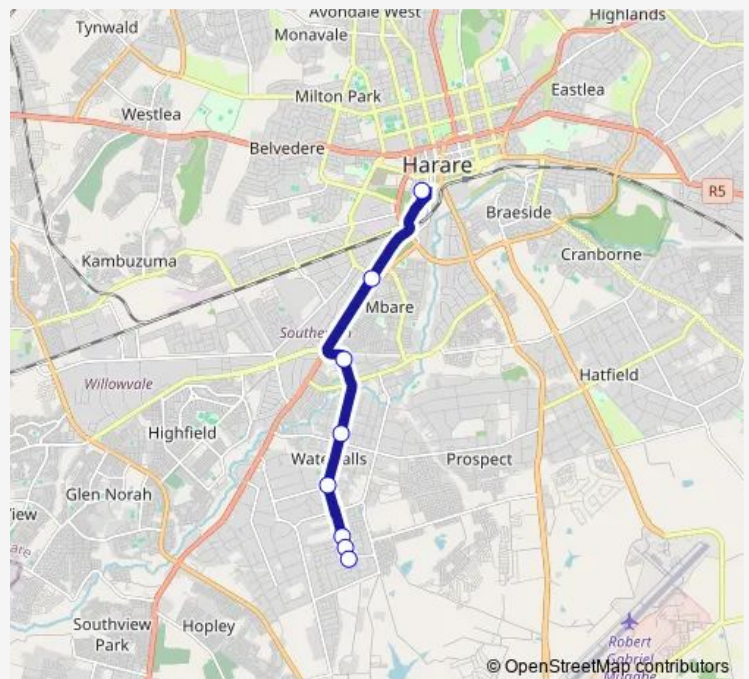 Avondale West
Highlands
Tynwald
Monavale
Milton Park
Eastlea
Westlea
Belvedere
Harare
R5
Braeside
Cranborne
Kambuzuma
Mbare
Willowvale
Hatfield
Highfield
Prospect
Glen Norah
Southview
Park
Hopley
Robert
Gabriel
Mugabe
© OpenStreetMap contributors